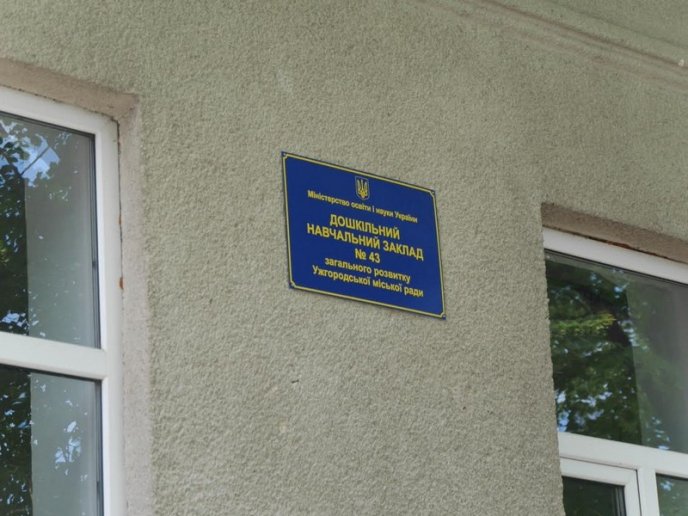 Міністерство освіти і науки України
ДОШКІЛЬНИЙ
НАВЧАЛЬНИЙ ЗАКЛАД
№ 43
загального розвитку
Ужгородської міської ради